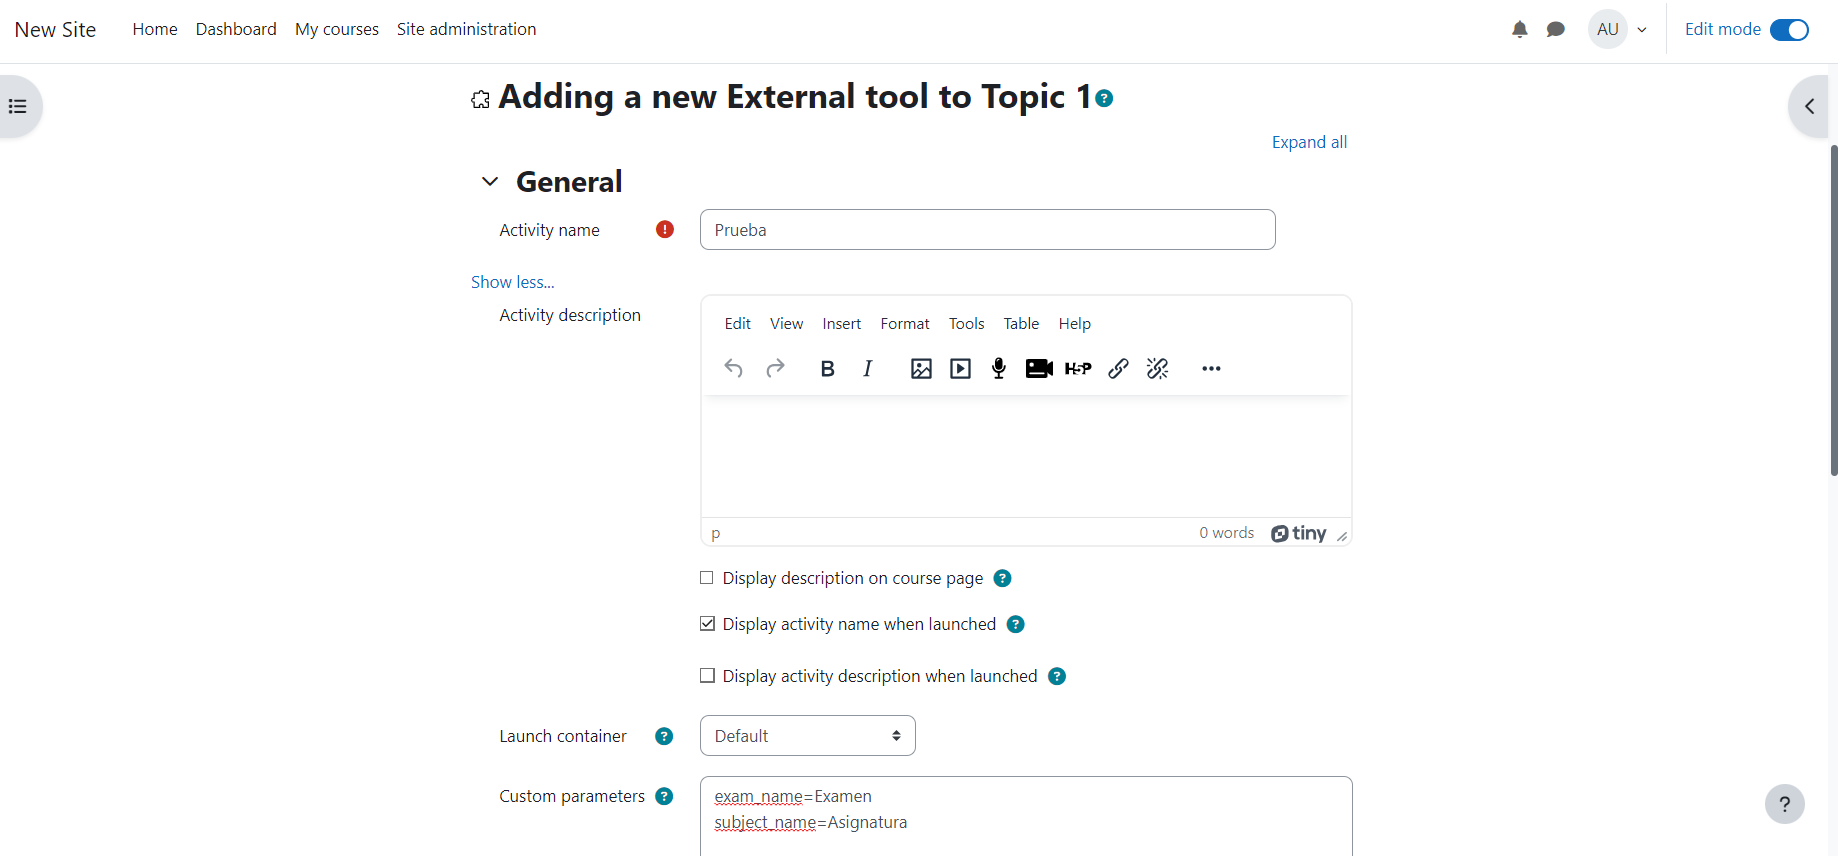 New Site Home Dashboard My courses Site administration AU Edit mode
Adding a new External tool to Topic 1 ?
Expand all
General
Activity name ! Prueba
Show less...
Activity description
Edit View Insert Format Tools Table Help
B I H5P ...
p 0 words tiny
Display description on course page ?
Display activity name when launched ?
Display activity description when launched ?
Launch container ? Default
Custom parameters ? exam_name=Examen
subject_name=Asignatura
?